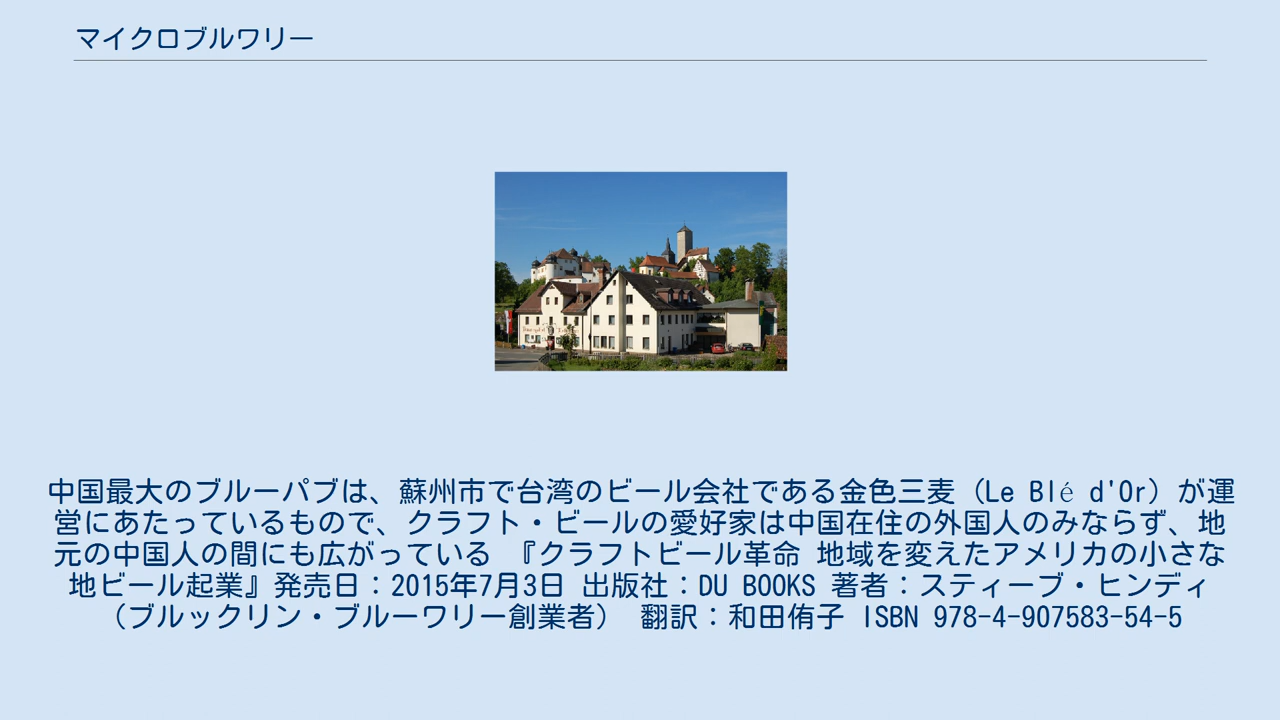 マイクロブルワリー
中国最大のブルーパブは、蘇州市で台湾のビール会社である金色三麦（Le Blé d'Or）が運
営にあたっているもので、クラフト・ビールの愛好家は中国在住の外国人のみならず、地
元の中国人の間にも広がっている 『クラフトビール革命 地域を変えたアメリカの小さな
地ビール起業』発売日：2015年7月3日 出版社：DU BOOKS 著者：スティーブ・ヒンディ
（ブルックリン・ブルーワリー創業者） 翻訳：和田侑子 ISBN 978-4-907583-54-5